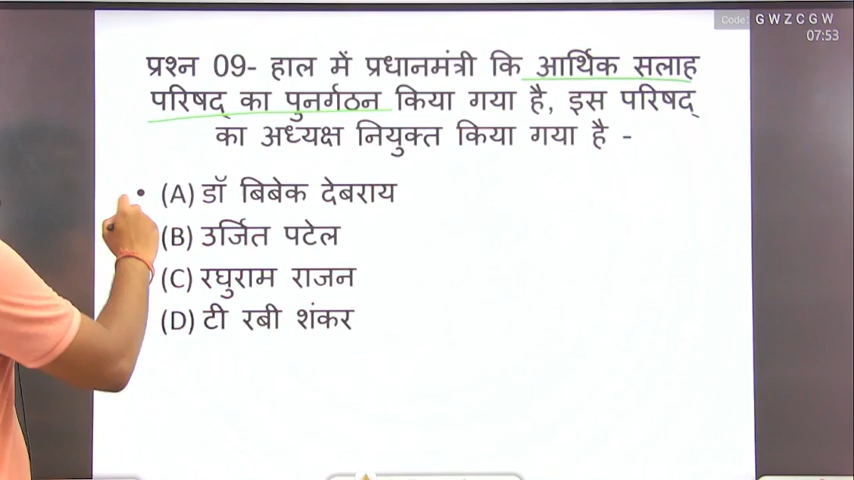 Code: GWZCGW
07:53
प्रश्न 09- हाल में प्रधानमंत्री कि आर्थिक सलाह
परिषद् का पुनर्गठन किया गया है, इस परिषद्
का अध्यक्ष नियुक्त किया गया है -
• (A) डॉ बिबेक देबराय
(B) उर्जित पटेल
(C) रघुराम राजन
(D) टी रबी शंकर